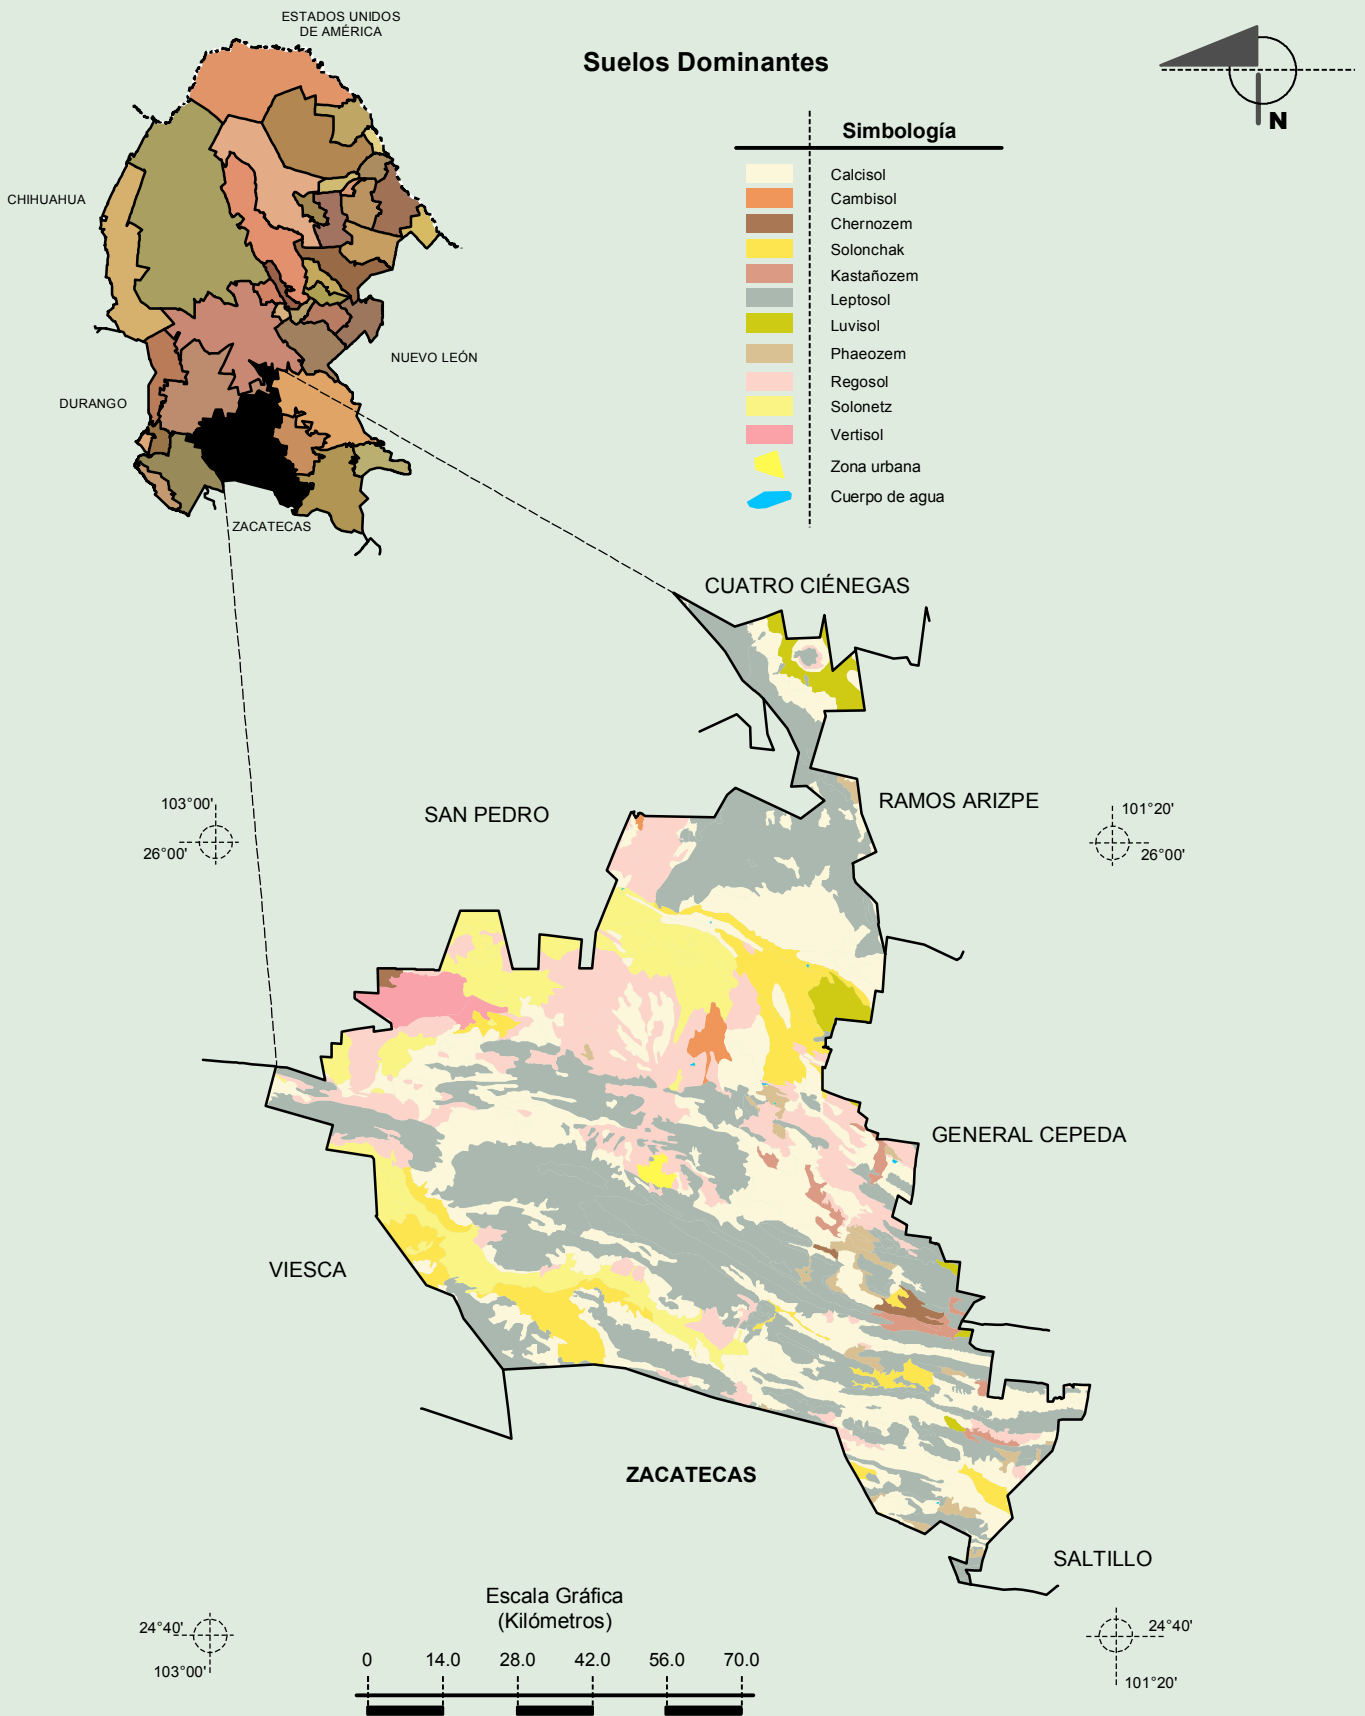 ESTADOS UNIDOS
DE AMÉRICA
Suelos Dominantes
N
Simbología
Calcisol
Cambisol
Chernozem
Solonchak
Kastañozem
Leptosol
Luvisol
Phaeozem
Regosol
Solonetz
Vertisol
Zona urbana
Cuerpo de agua
CHIHUAHUA
NUEVO LEÓN
DURANGO
ZACATECAS
CUATRO CIÉNEGAS
SAN PEDRO
RAMOS ARIZPE
103°00'
26°00'
101°20'
26°00'
GENERAL CEPEDA
VIESCA
ZACATECAS
SALTILLO
Escala Gráfica
(Kilómetros)
0 14.0 28.0 42.0 56.0 70.0
24°40'
103°00'
24°40'
101°20'